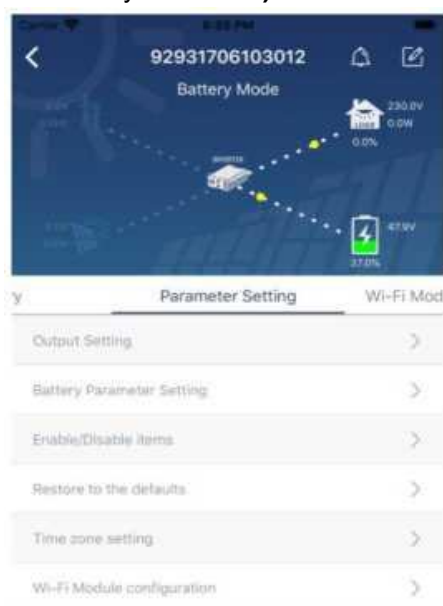 92931706103012
Battery Mode
230.0V
0.0W
0.0%
INVERTER
47.9V
37.0%
y
Parameter Setting
Wi-Fi Mod
Output Setting
Battery Parameter Setting
Enable/Disable items
Restore to the defaults
Time zone setting
Wi-Fi Module configuration